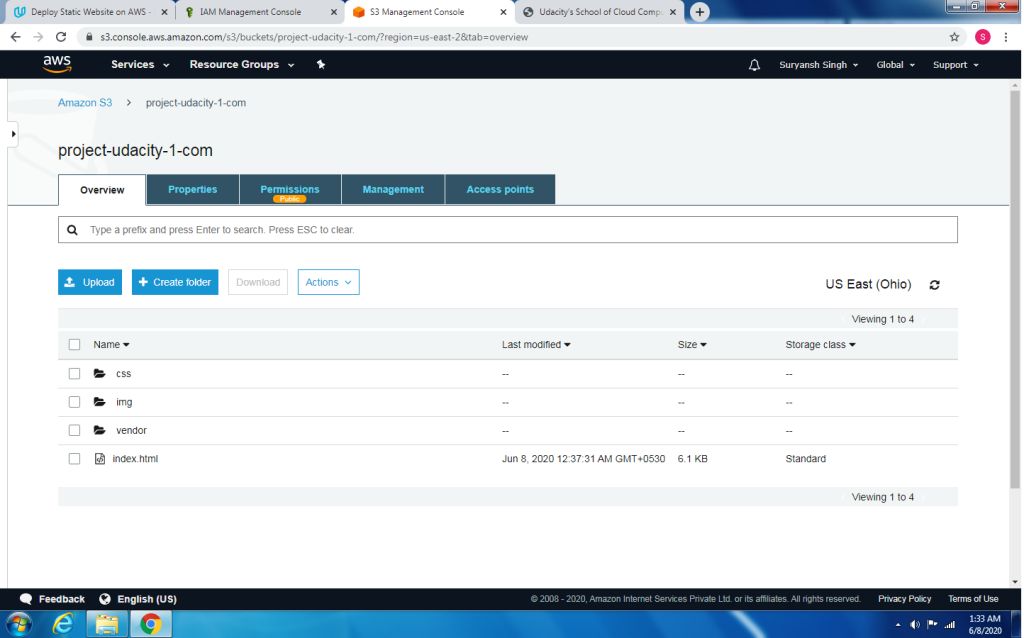 Deploy Static Website on AWS - IAM Management Console S3 Management Console Udacity's School of Cloud Comp
s3.console.aws.amazon.com/s3/buckets/project-udacity-1-com/?region=us-east-2&tab=overview S
aws Services Resource Groups Suryansh Singh Global Support
Amazon S3 > project-udacity-1-com
project-udacity-1-com
Overview Properties Permissions Management Access points
Public
Type a prefix and press Enter to search. Press ESC to clear.
Upload + Create folder Download Actions US East (Ohio)
Viewing 1 to 4
Name Last modified Size Storage class
css -- -- --
img -- -- --
vendor -- -- --
index.html Jun 8, 2020 12:37:31 AM GMT+0530 6.1 KB Standard
Viewing 1 to 4
Feedback English (US) © 2008 - 2020, Amazon Internet Services Private Ltd. or its affiliates. All rights reserved. Privacy Policy Terms of Use
1:33 AM
6/8/2020